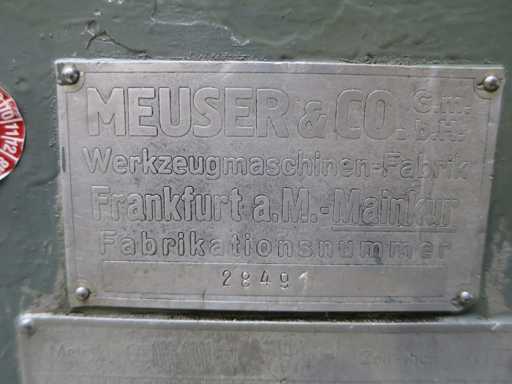 MEUSER & CO. G.m.b.H.
Werkzeugmaschinen-Fabrik
Frankfurt a.M.-Mainkur
Fabrikationsnummer
28491